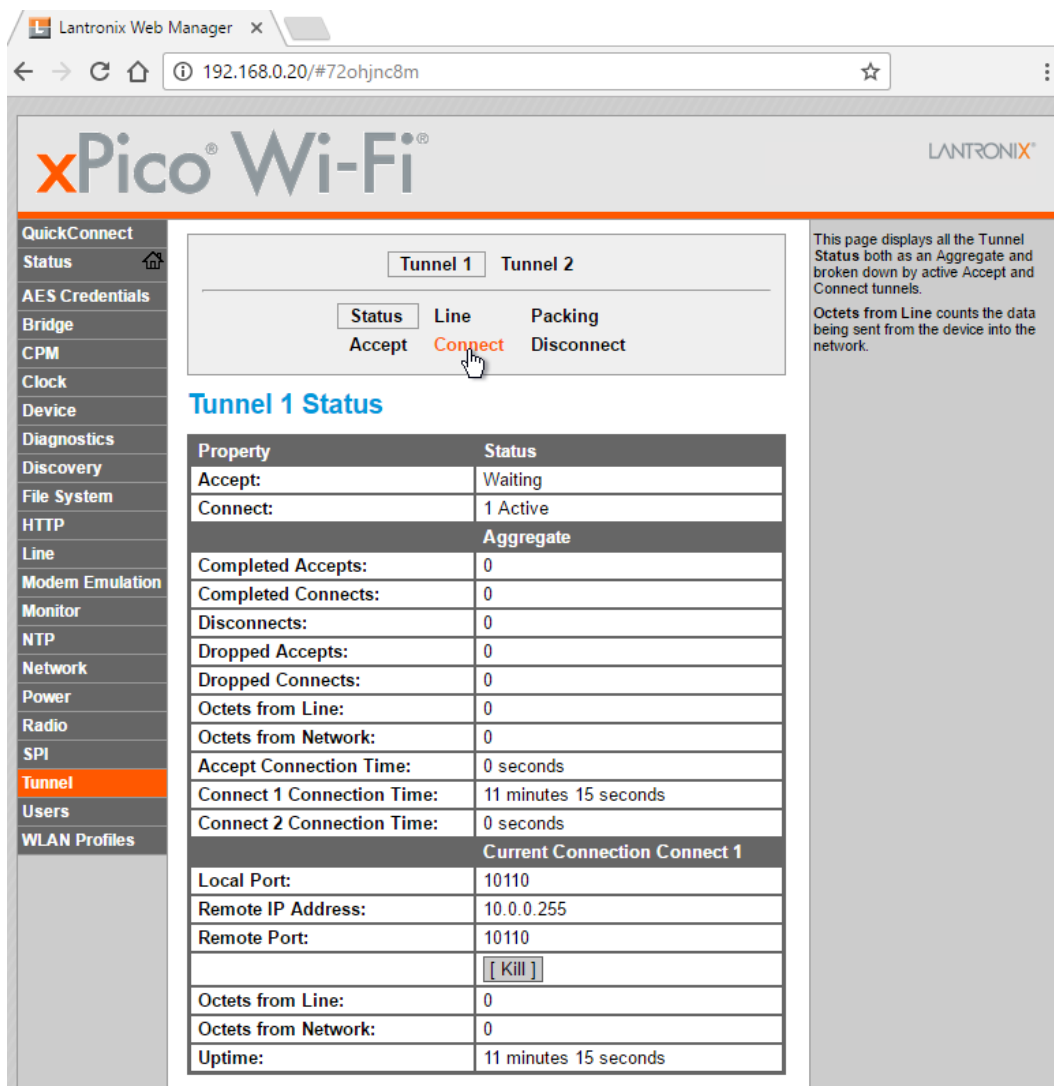 Lantronix Web Manager
192.168.0.20/#72ohjnc8m
xPico® Wi-Fi®
LANTRONIX®
QuickConnect
Status
AES Credentials
Bridge
CPM
Clock
Device
Diagnostics
Discovery
File System
HTTP
Line
Modem Emulation
Monitor
NTP
Network
Power
Radio
SPI
Tunnel
Users
WLAN Profiles
Tunnel 1 Tunnel 2
Status Line Packing
Accept Connect Disconnect
Tunnel 1 Status
Property Status
Accept: Waiting
Connect: 1 Active
Aggregate
Completed Accepts: 0
Completed Connects: 0
Disconnects: 0
Dropped Accepts: 0
Dropped Connects: 0
Octets from Line: 0
Octets from Network: 0
Accept Connection Time: 0 seconds
Connect 1 Connection Time: 11 minutes 15 seconds
Connect 2 Connection Time: 0 seconds
Current Connection Connect 1
Local Port: 10110
Remote IP Address: 10.0.0.255
Remote Port: 10110
[ Kill ]
Octets from Line: 0
Octets from Network: 0
Uptime: 11 minutes 15 seconds
This page displays all the Tunnel
Status both as an Aggregate and
broken down by active Accept and
Connect tunnels.
Octets from Line counts the data
being sent from the device into the
network.